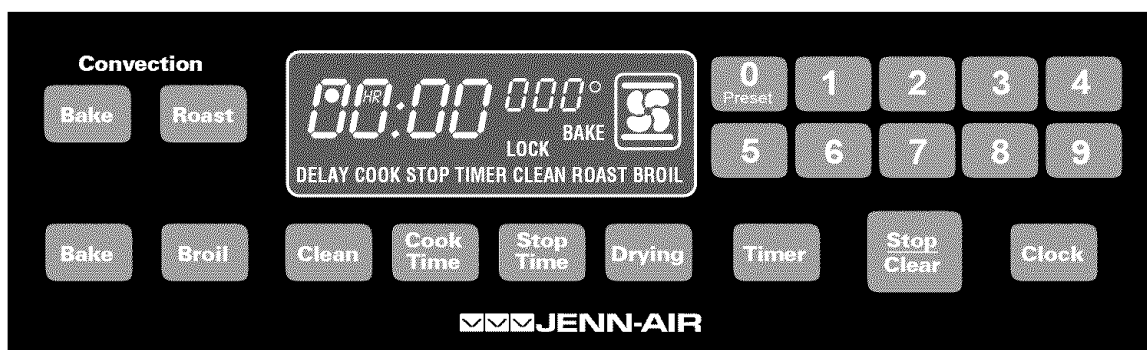 Convection
Bake
Roast
00:00
HR
000°
BAKE
LOCK
DELAY COOK STOP TIMER CLEAN ROAST BROIL
0
Preset
1
2
3
4
5
6
7
8
9
Bake
Broil
Clean
Cook
Time
Stop
Time
Drying
Timer
Stop
Clear
Clock
JENN-AIR